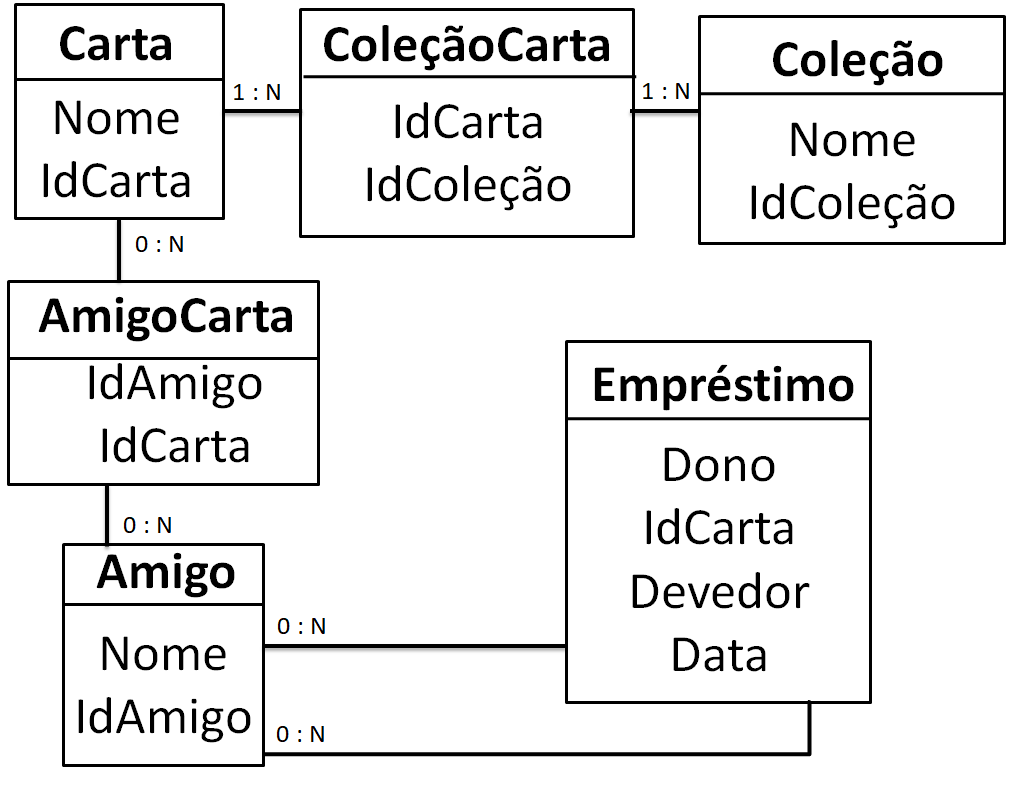 Carta
Nome
IdCarta
1 : N
ColeçãoCarta
IdCarta
IdColeção
1 : N
Coleção
Nome
IdColeção
0 : N
AmigoCarta
IdAmigo
IdCarta
0 : N
Amigo
Nome
IdAmigo
0 : N
0 : N
Empréstimo
Dono
IdCarta
Devedor
Data